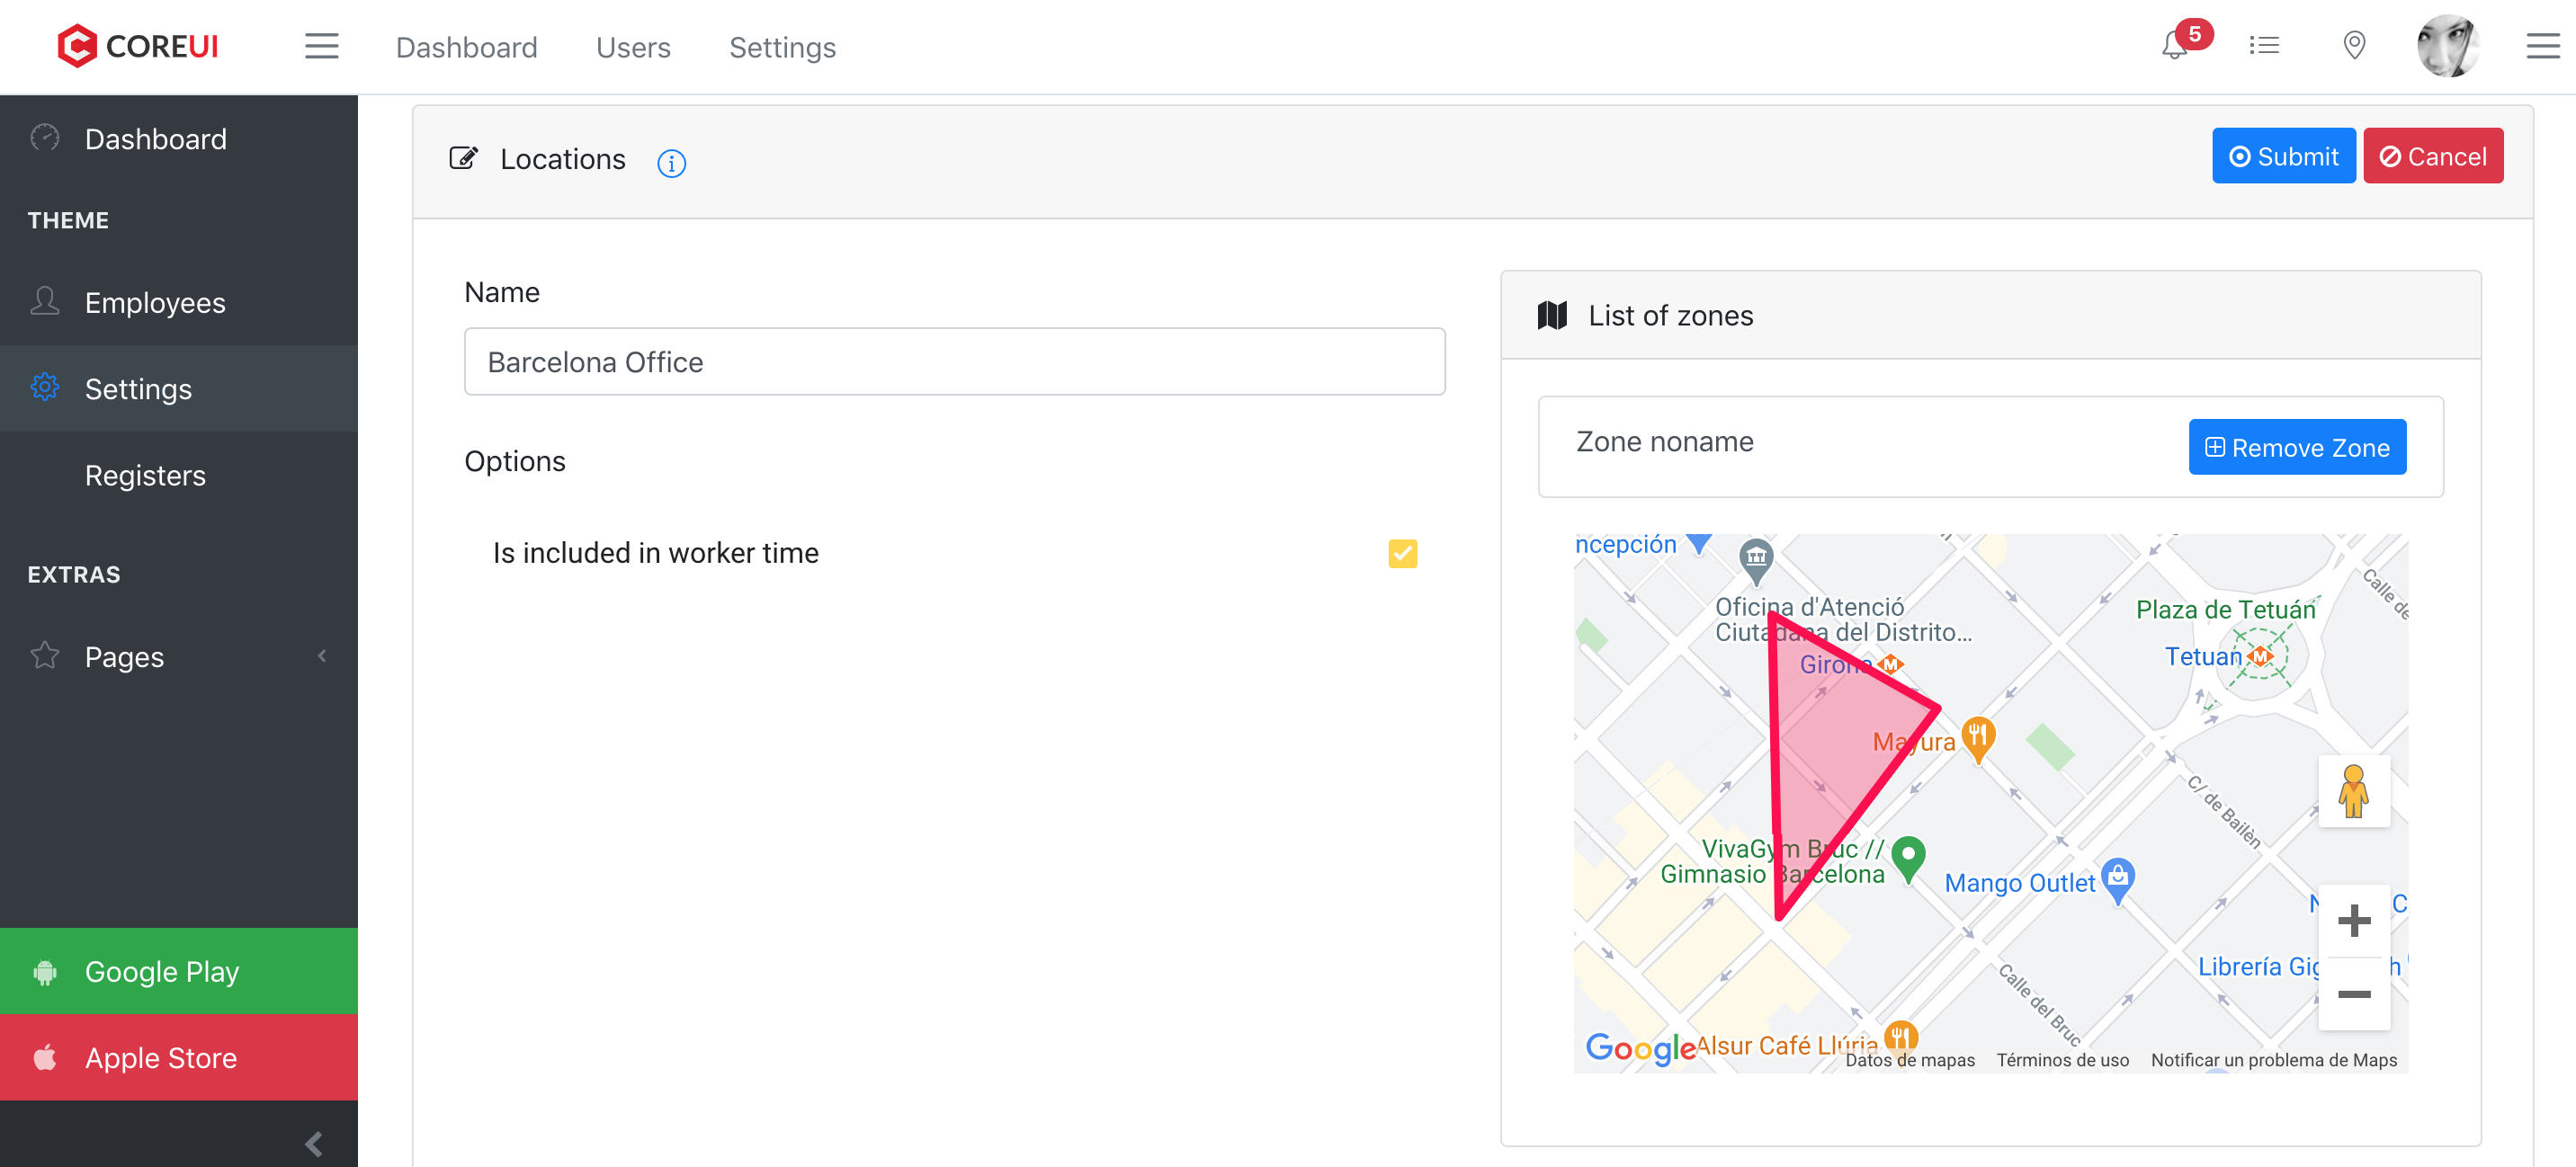 COREUI
Dashboard
Users
Settings
5
Dashboard
THEME
Employees
Settings
Registers
EXTRAS
Pages
Google Play
Apple Store
Locations
Submit
Cancel
Name
Barcelona Office
Options
Is included in worker time
List of zones
Zone noname
Remove Zone
ncepción
Oficina d'Atenció
Ciutadana del Distrito...
Girona
Plaza de Tetuán
Tetuan
Calle de
Mayura
C/ de Bailèn
VivaGym Bruc //
Gimnasio Barcelona
Mango Outlet
Calle del Bruc
Alsur Café Llúria
Google
Datos de mapas
Términos de uso
Notificar un problema de Maps